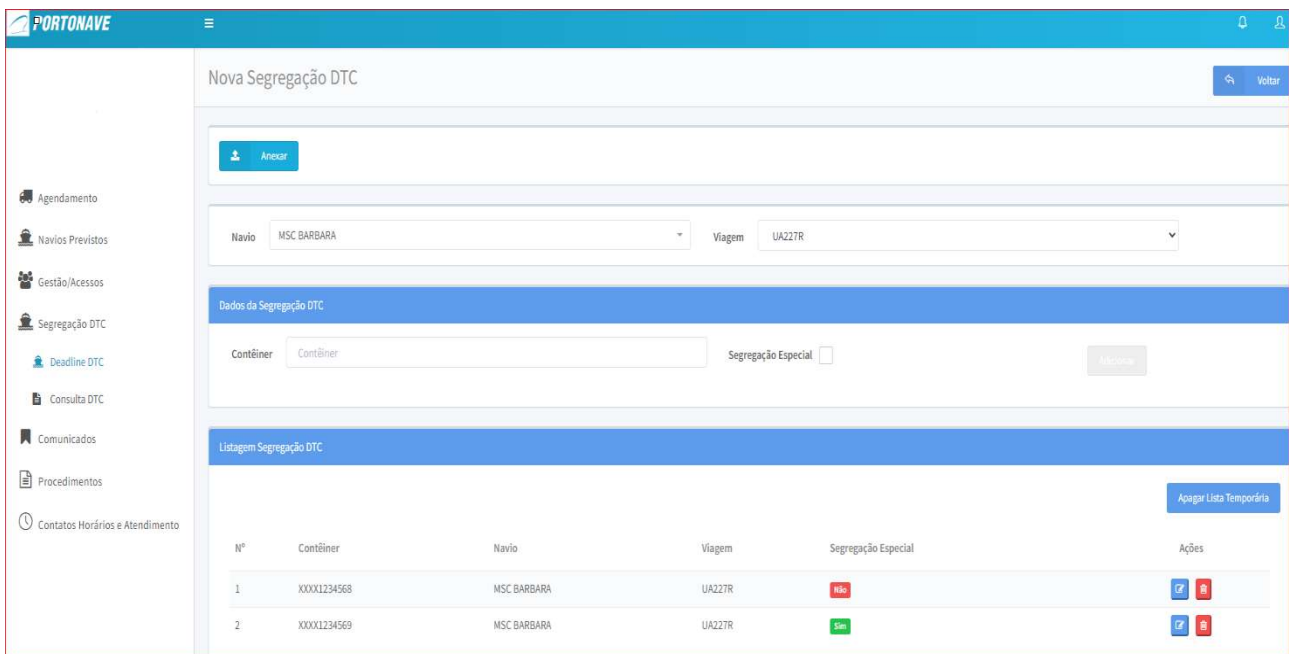 PORTONAVE
Nova Segregação DTC
Voltar
Anexar
Agendamento
Navios Previstos
Gestão/Acessos
Segregação DTC
Deadline DTC
Consulta DTC
Comunicados
Procedimentos
Contatos Horários e Atendimento
Navio MSC BARBARA Viagem UA227R
Dados da Segregação DTC
Contêiner Contêiner Segregação Especial Adicionar
Listagem Segregação DTC
Apagar Lista Temporária
N° Contêiner Navio Viagem Segregação Especial Ações
1 XXXX1234568 MSC BARBARA UA227R Não
2 XXXX1234569 MSC BARBARA UA227R Sim